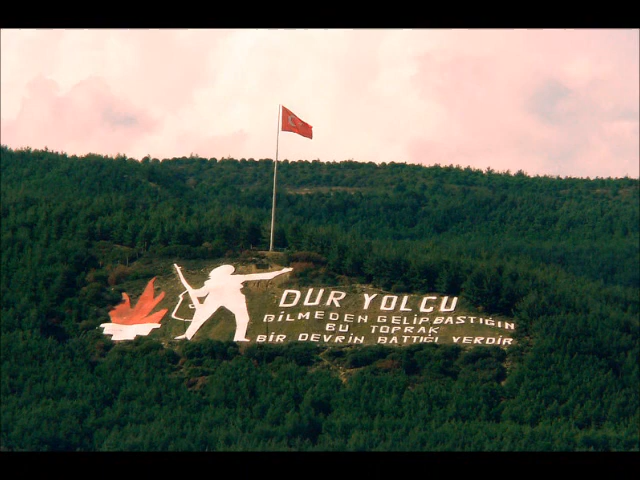 DUR YOLCU
BİLMEDEN GELİP BASTIĞIN
BU TOPRAK
BİR DEVRİN BATTIĞI YERDİR